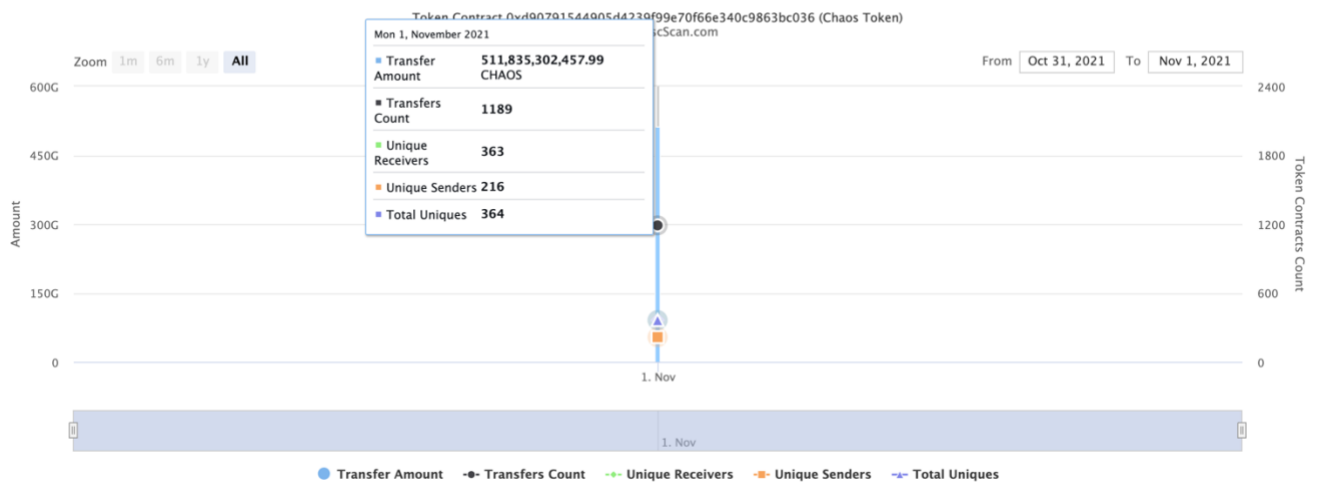 Token Contract 0xd90791544905d4239f99e70f66e340c9863bc036 (Chaos Token)
scScan.com
Mon 1, November 2021
Transfer Amount 511,835,302,457.99 CHAOS
Transfers Count 1189
Unique Receivers 363
Unique Senders 216
Total Uniques 364
Zoom 1m 6m 1y All
From Oct 31, 2021 To Nov 1, 2021
600G
450G
300G
150G
0
Amount
2400
1800
1200
600
0
Token Contracts Count
1. Nov
1. Nov
Transfer Amount Transfers Count Unique Receivers Unique Senders Total Uniques